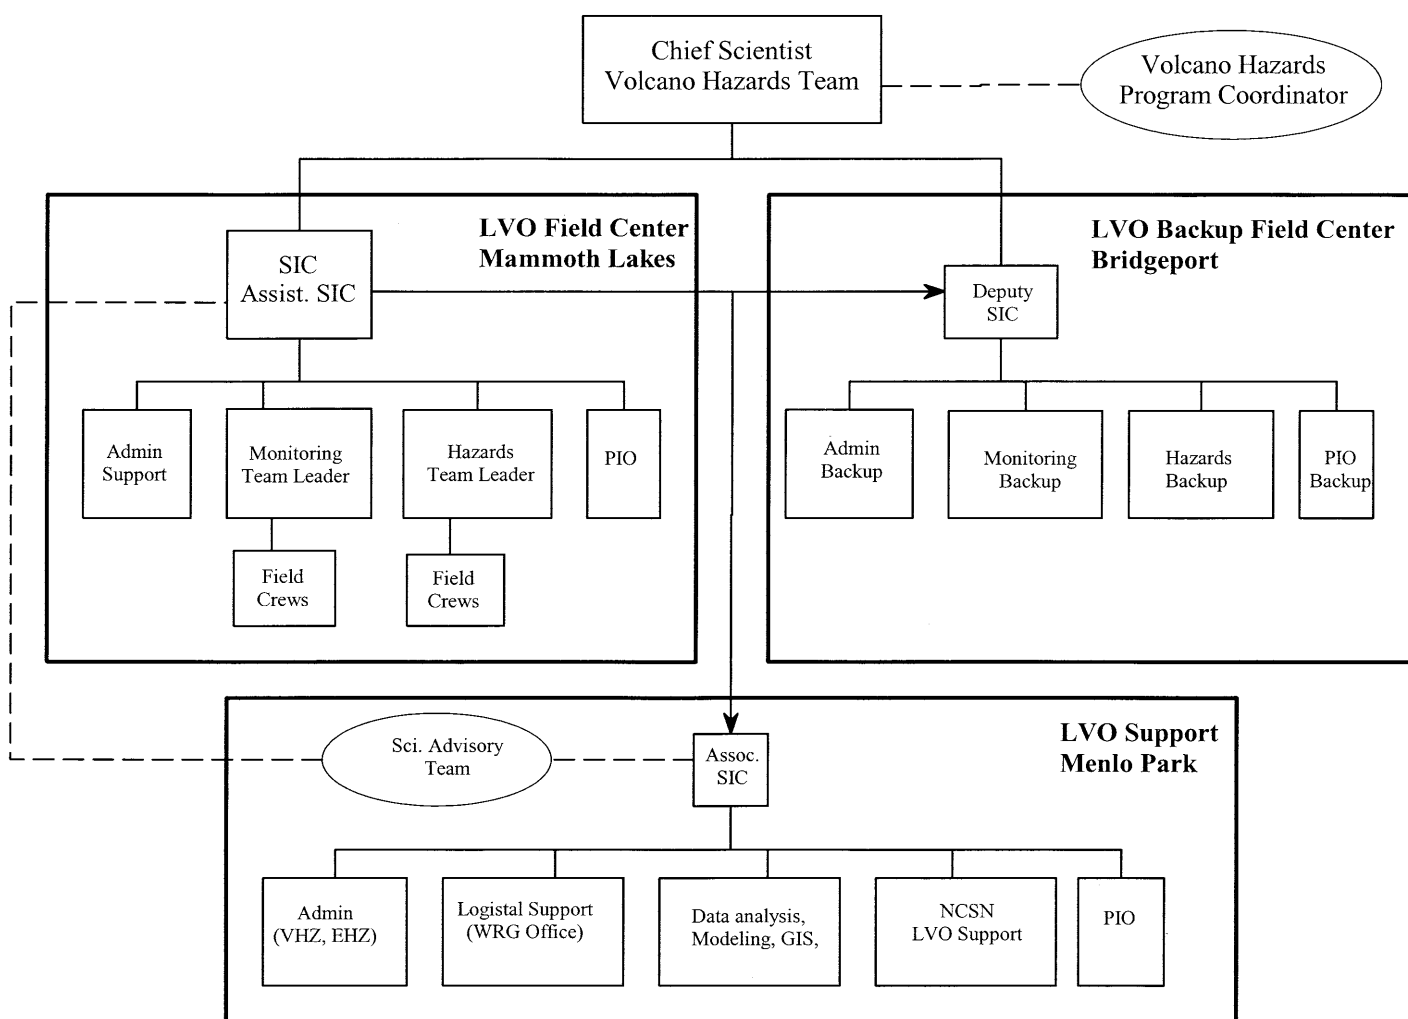 Chief Scientist
Volcano Hazards Team
Volcano Hazards
Program Coordinator
LVO Field Center
Mammoth Lakes
SIC
Assist. SIC
Admin
Support
Monitoring
Team Leader
Hazards
Team Leader
PIO
Field
Crews
Field
Crews
LVO Backup Field Center
Bridgeport
Deputy
SIC
Admin
Backup
Monitoring
Backup
Hazards
Backup
PIO
Backup
LVO Support
Menlo Park
Sci. Advisory
Team
Assoc.
SIC
Admin
(VHZ, EHZ)
Logistal Support
(WRG Office)
Data analysis,
Modeling, GIS,
NCSN
LVO Support
PIO